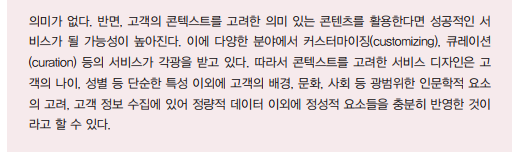 의미가 없다. 반면, 고객의 콘텍스트를 고려한 의미 있는 콘텐츠를 활용한다면 성공적인 서
비스가 될 가능성이 높아진다. 이에 다양한 분야에서 커스터마이징(customizing), 큐레이션
(curation) 등의 서비스가 각광을 받고 있다. 따라서 콘텍스트를 고려한 서비스 디자인은 고
객의 나이, 성별 등 단순한 특성 이외에 고객의 배경, 문화, 사회 등 광범위한 인문학적 요소
의 고려, 고객 정보 수집에 있어 정량적 데이터 이외에 정성적 요소들을 충분히 반영한 것이
라고 할 수 있다.